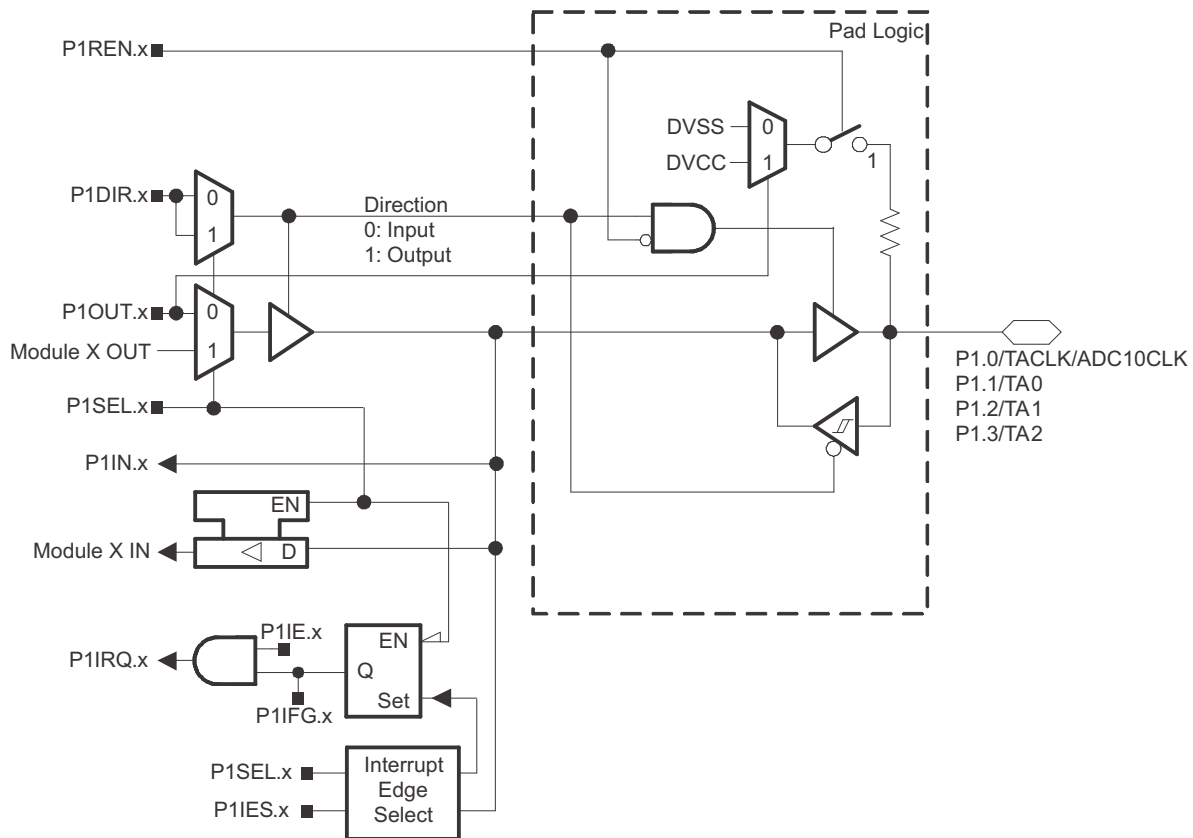 Pad Logic
P1REN.x
DVSS
0
DVCC
1
1
P1DIR.x
0
1
Direction
0: Input
1: Output
P1OUT.x
0
Module X OUT
1
P1.0/TACLK/ADC10CLK
P1.1/TA0
P1.2/TA1
P1.3/TA2
P1SEL.x
P1IN.x
EN
Module X IN
D
P1IE.x
P1IRQ.x
EN
Q
Set
P1IFG.x
P1SEL.x
P1IES.x
Interrupt
Edge
Select